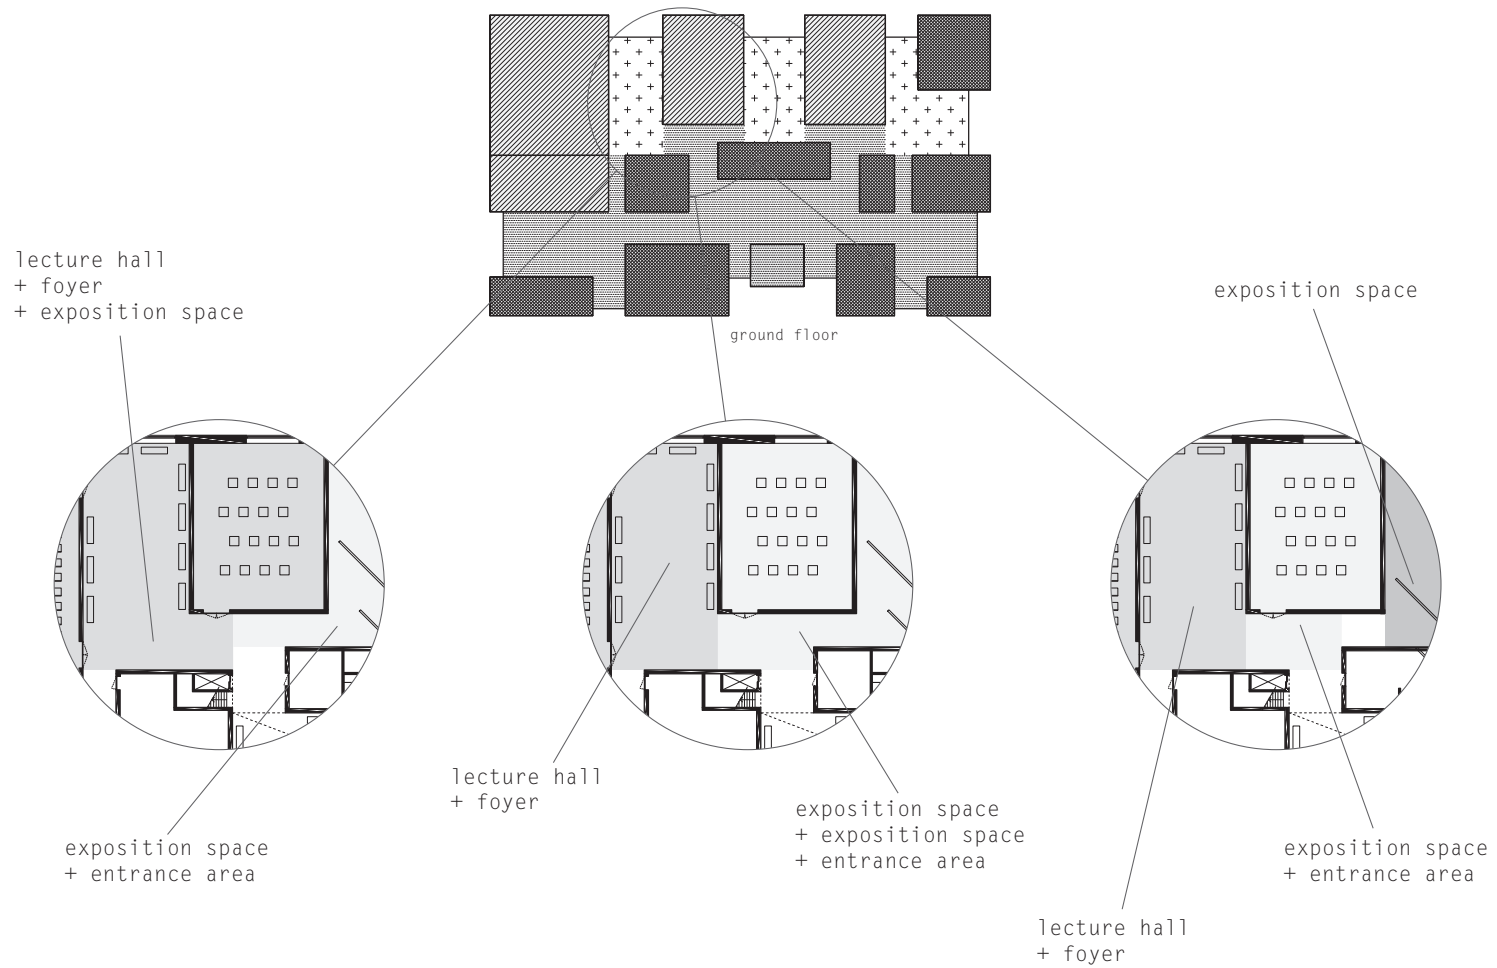 lecture hall
+ foyer
+ exposition space
exposition space
ground floor
lecture hall
+ foyer
exposition space
+ exposition space
+ entrance area
exposition space
+ entrance area
exposition space
+ entrance area
lecture hall
+ foyer